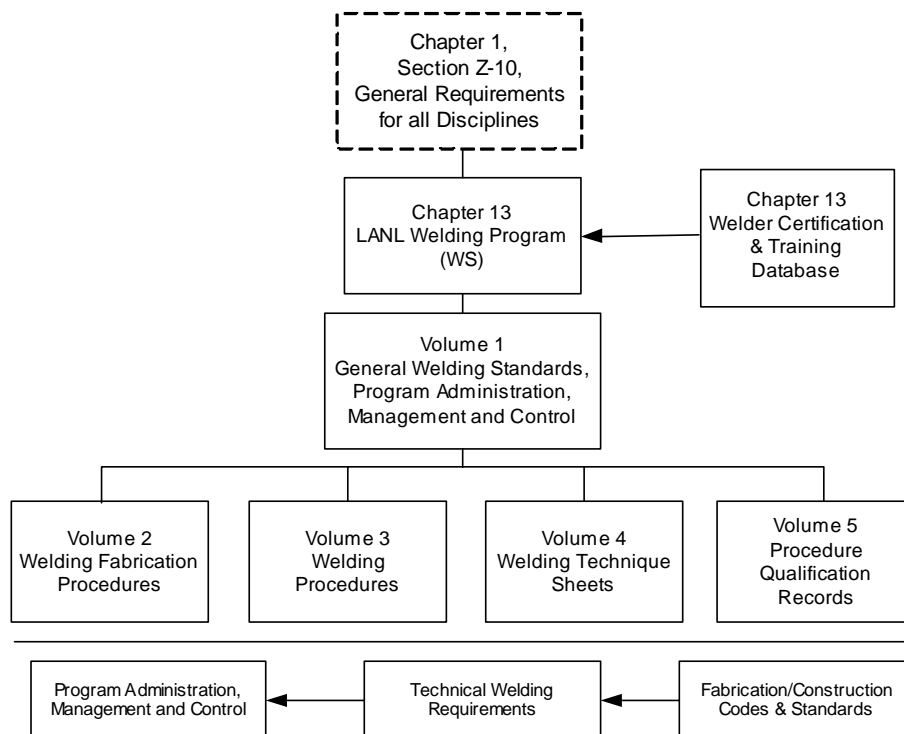 Chapter 1,
Section Z-10,
General Requirements
for all Disciplines
Chapter 13
LANL Welding Program
(WS)
Chapter 13
Welder Certification
& Training
Database
Volume 1
General Welding Standards,
Program Administration,
Management and Control
Volume 2
Welding Fabrication
Procedures
Volume 3
Welding
Procedures
Volume 4
Welding Technique
Sheets
Volume 5
Procedure
Qualification
Records
Program Administration,
Management and Control
Technical Welding
Requirements
Fabrication/Construction
Codes & Standards